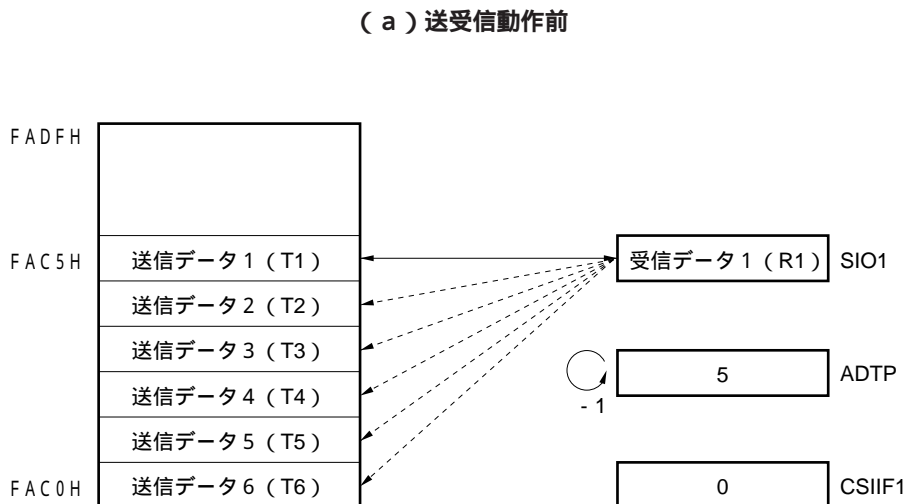 (a)送受信動作前
FADFH
FAC5H 送信データ1(T1) 受信データ1(R1) SIO1
送信データ2(T2)
送信データ3(T3)
5 ADTP
-1
送信データ4(T4)
送信データ5(T5)
FAC0H 送信データ6(T6) 0 CSIIF1